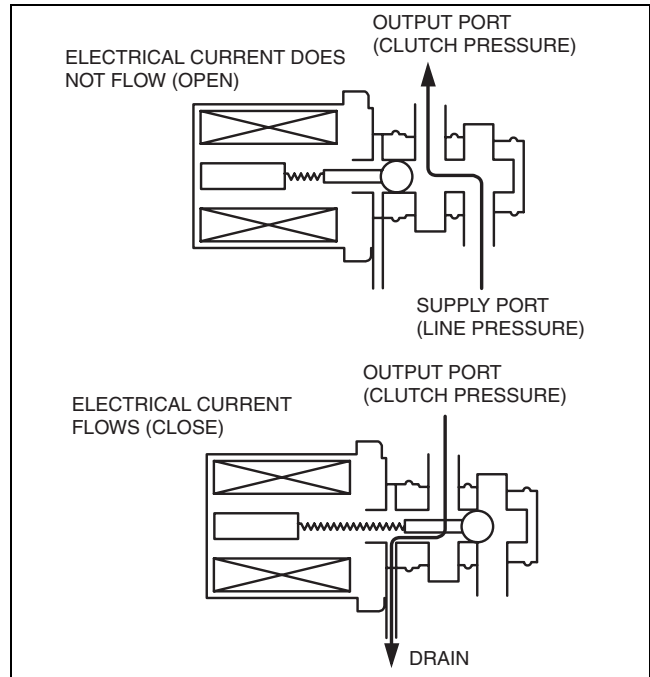 OUTPUT PORT
(CLUTCH PRESSURE)
ELECTRICAL CURRENT DOES
NOT FLOW (OPEN)
SUPPLY PORT
(LINE PRESSURE)
OUTPUT PORT
(CLUTCH PRESSURE)
ELECTRICAL CURRENT
FLOWS (CLOSE)
DRAIN